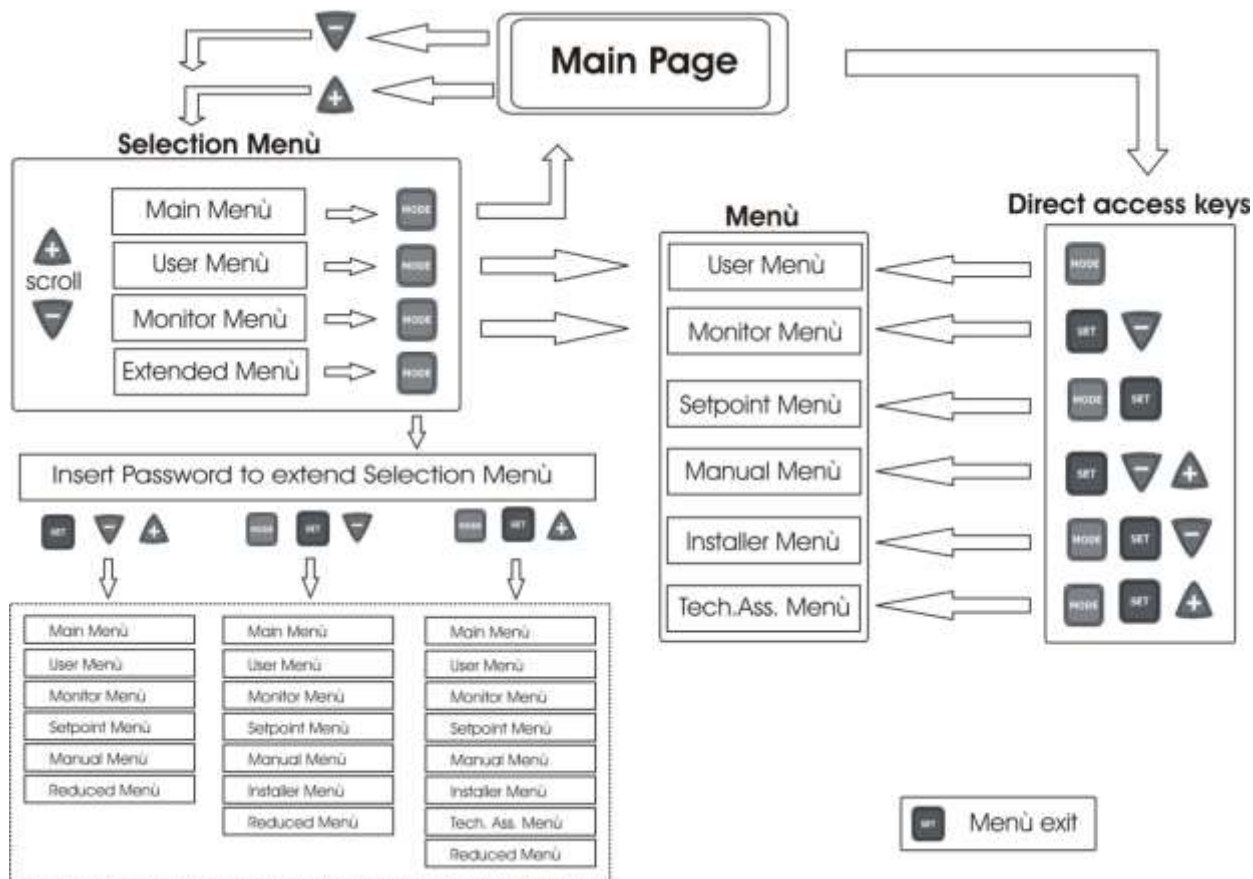 −
Main Page
+
Selection Menù
Main Menù
MODE
+
scroll
−
User Menù
MODE
Monitor Menù
MODE
Extended Menù
MODE
Insert Password to extend Selection Menù
SET − +
MODE SET −
MODE SET +
Main Menù
User Menù
Monitor Menù
Setpoint Menù
Manual Menù
Reduced Menù
Main Menù
User Menù
Monitor Menù
Setpoint Menù
Manual Menù
Installer Menù
Reduced Menù
Main Menù
User Menù
Monitor Menù
Setpoint Menù
Manual Menù
Installer Menù
Tech. Ass. Menù
Reduced Menù
Menù
Direct access keys
User Menù
MODE
Monitor Menù
SET −
Setpoint Menù
MODE SET
Manual Menù
SET − +
Installer Menù
MODE SET −
Tech.Ass. Menù
MODE SET +
SET Menù exit